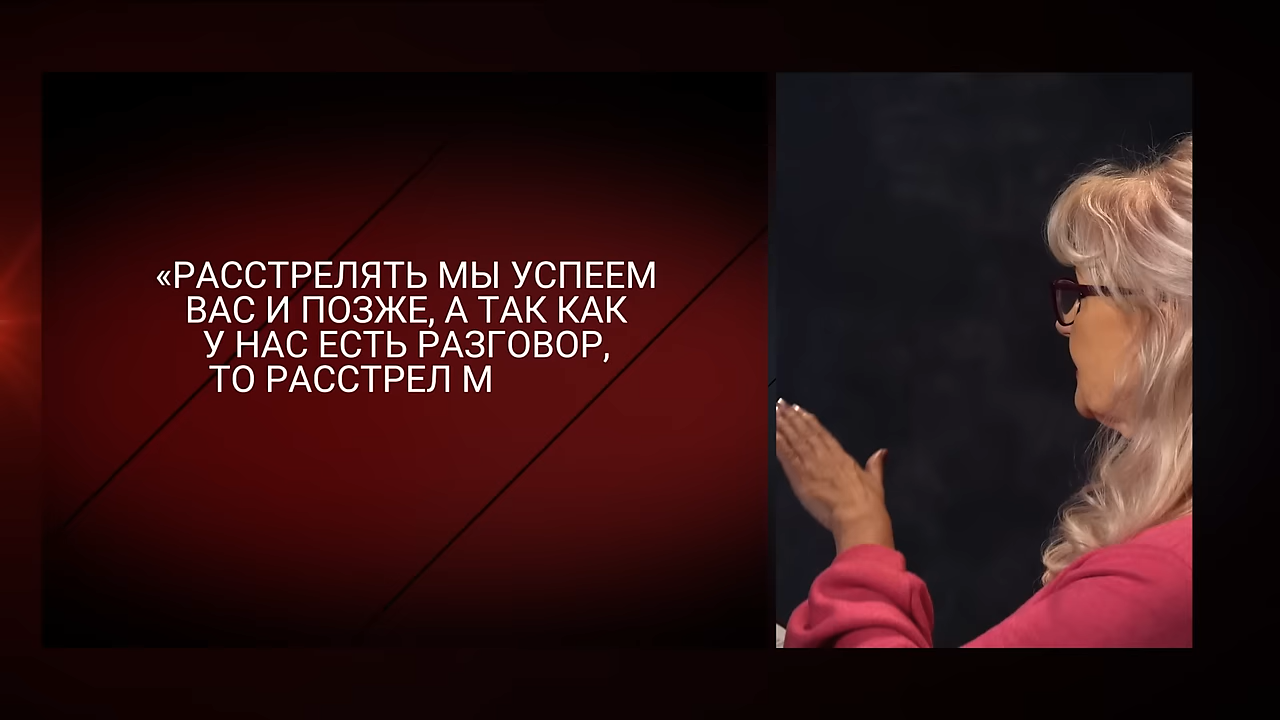 «РАССТРЕЛЯТЬ МЫ УСПЕЕМ
ВАС И ПОЗЖЕ, А ТАК КАК
У НАС ЕСТЬ РАЗГОВОР,
ТО РАССТРЕЛ М